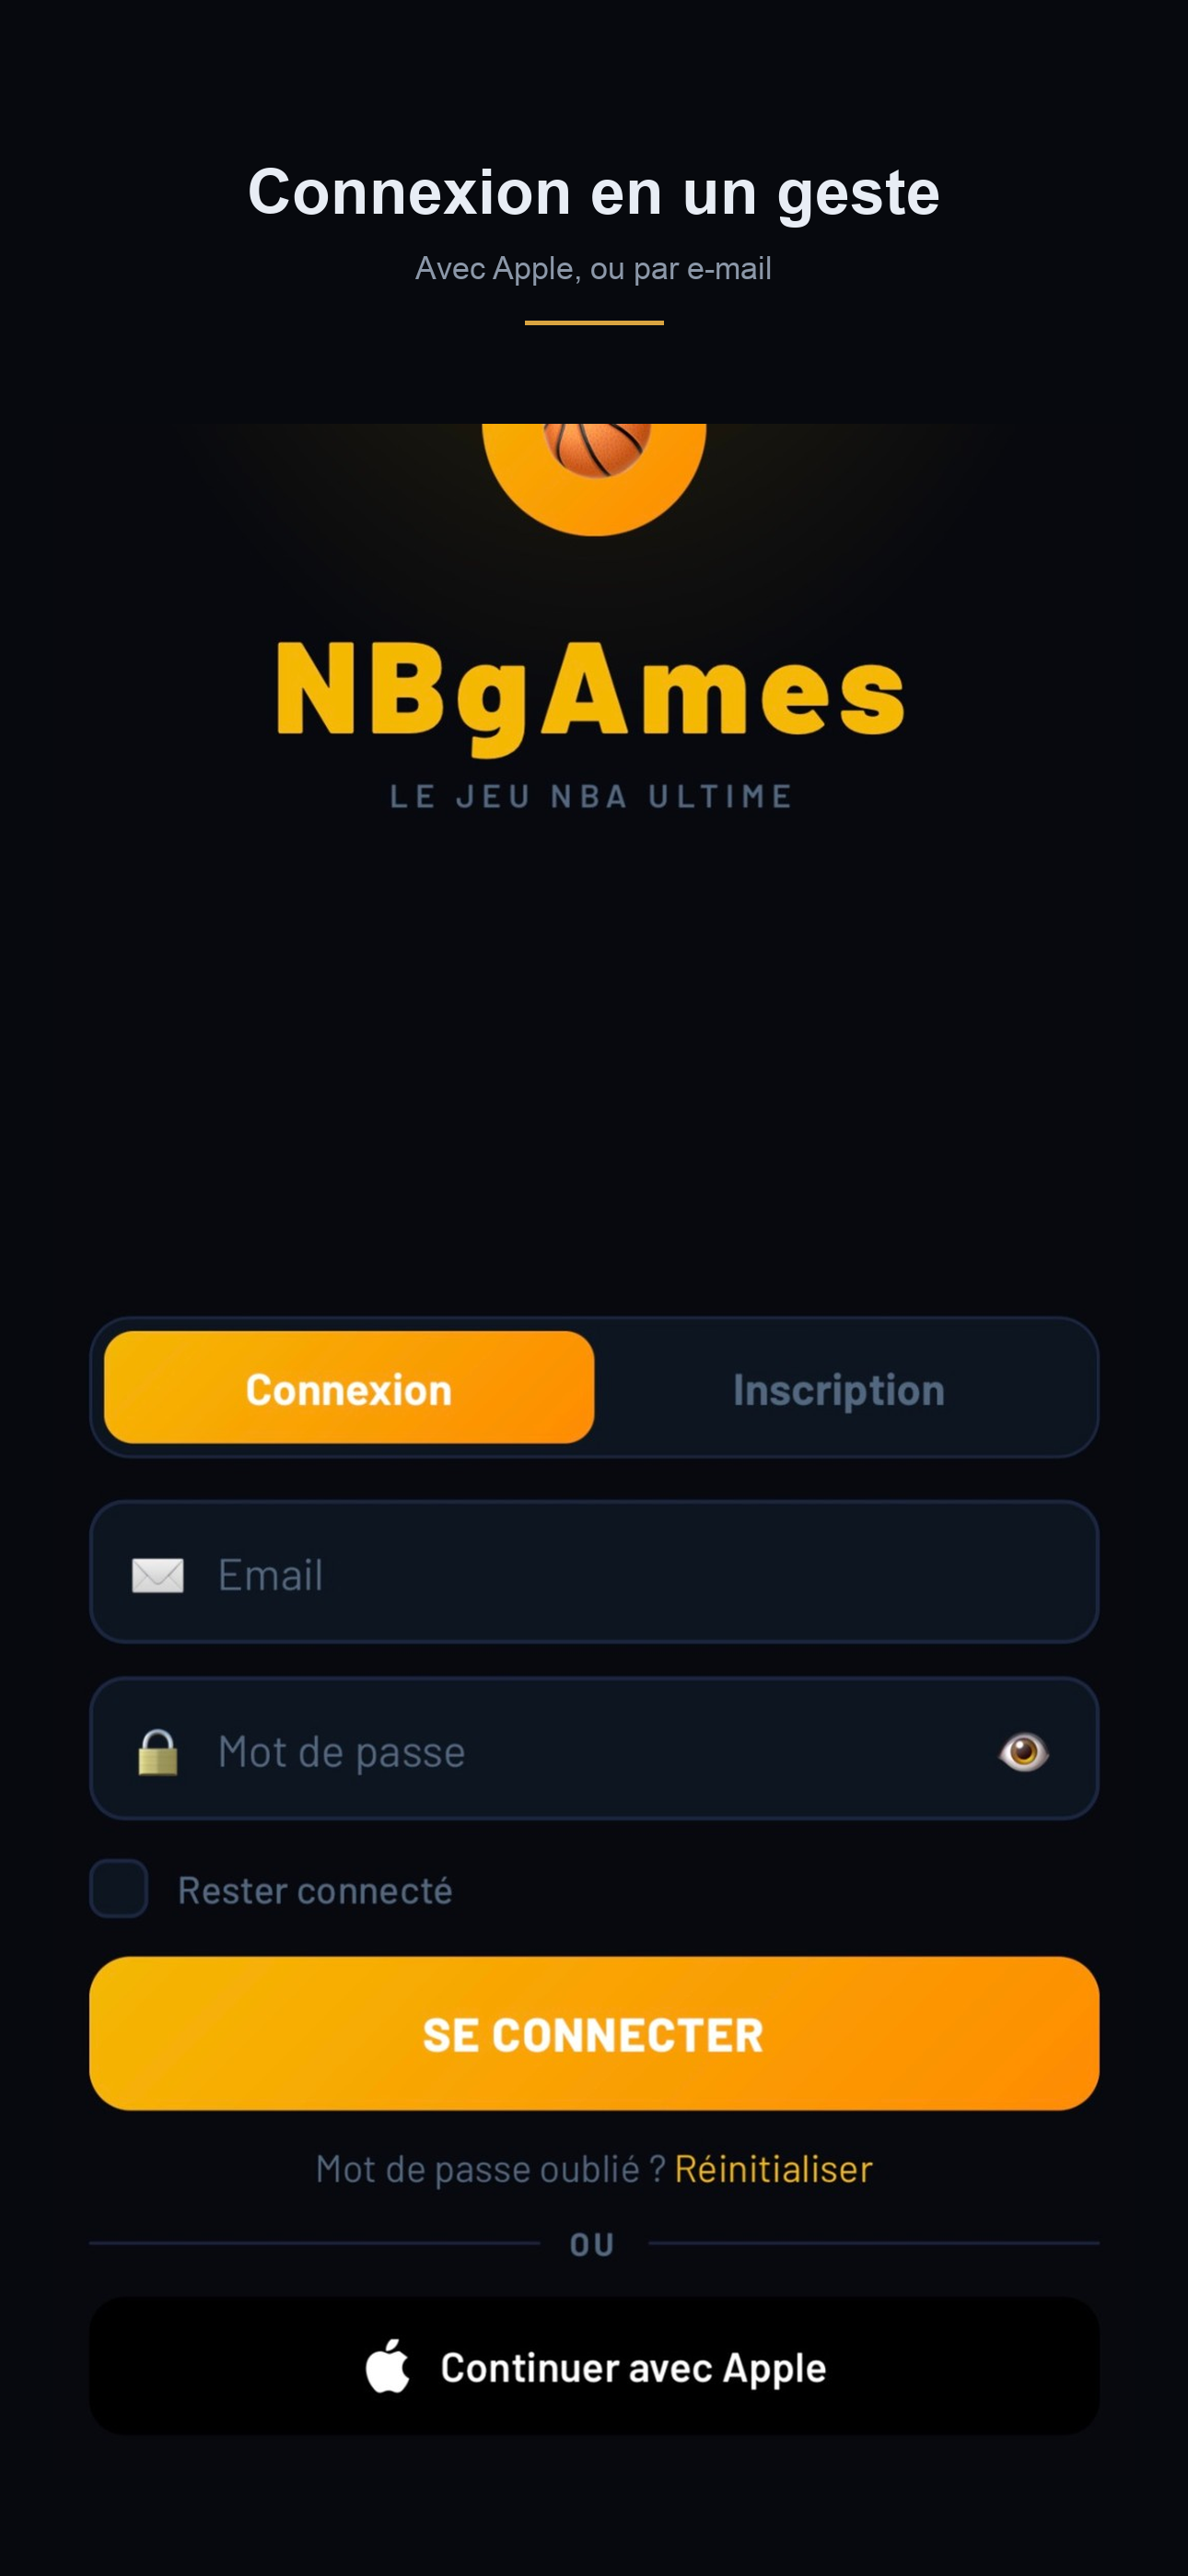 Connexion en un geste
Avec Apple, ou par e-mail
NBgAmes
LE JEU NBA ULTIME
Connexion Inscription
Email
Mot de passe
Rester connecté
SE CONNECTER
Mot de passe oublié ? Réinitialiser
OU
Continuer avec Apple